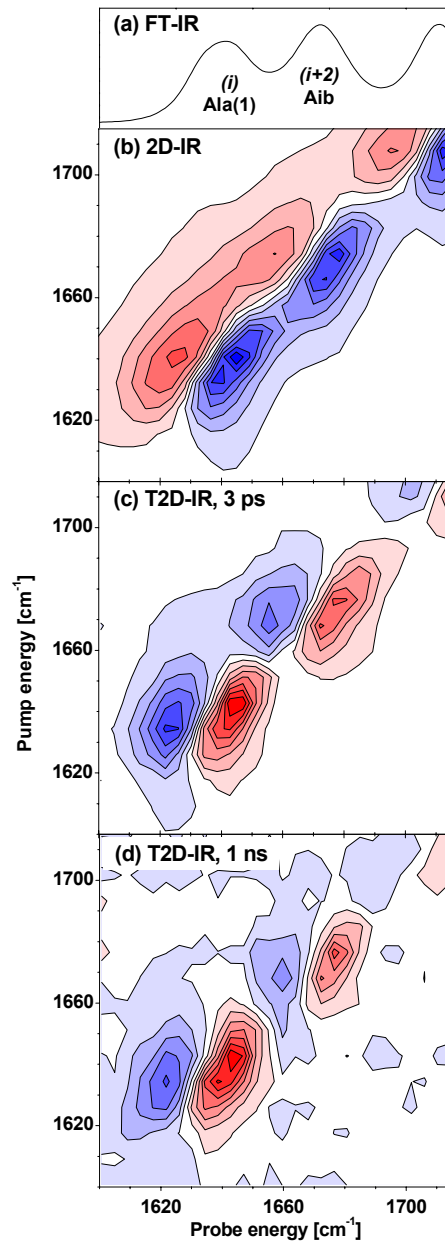 (a) FT-IR
(i)
Ala(1)
(i+2)
Aib
(b) 2D-IR
1700
1660
1620
(c) T2D-IR, 3 ps
1700
1660
1620
Pump energy [cm-1]
(d) T2D-IR, 1 ns
1700
1660
1620
1620 1660 1700
Probe energy [cm-1]